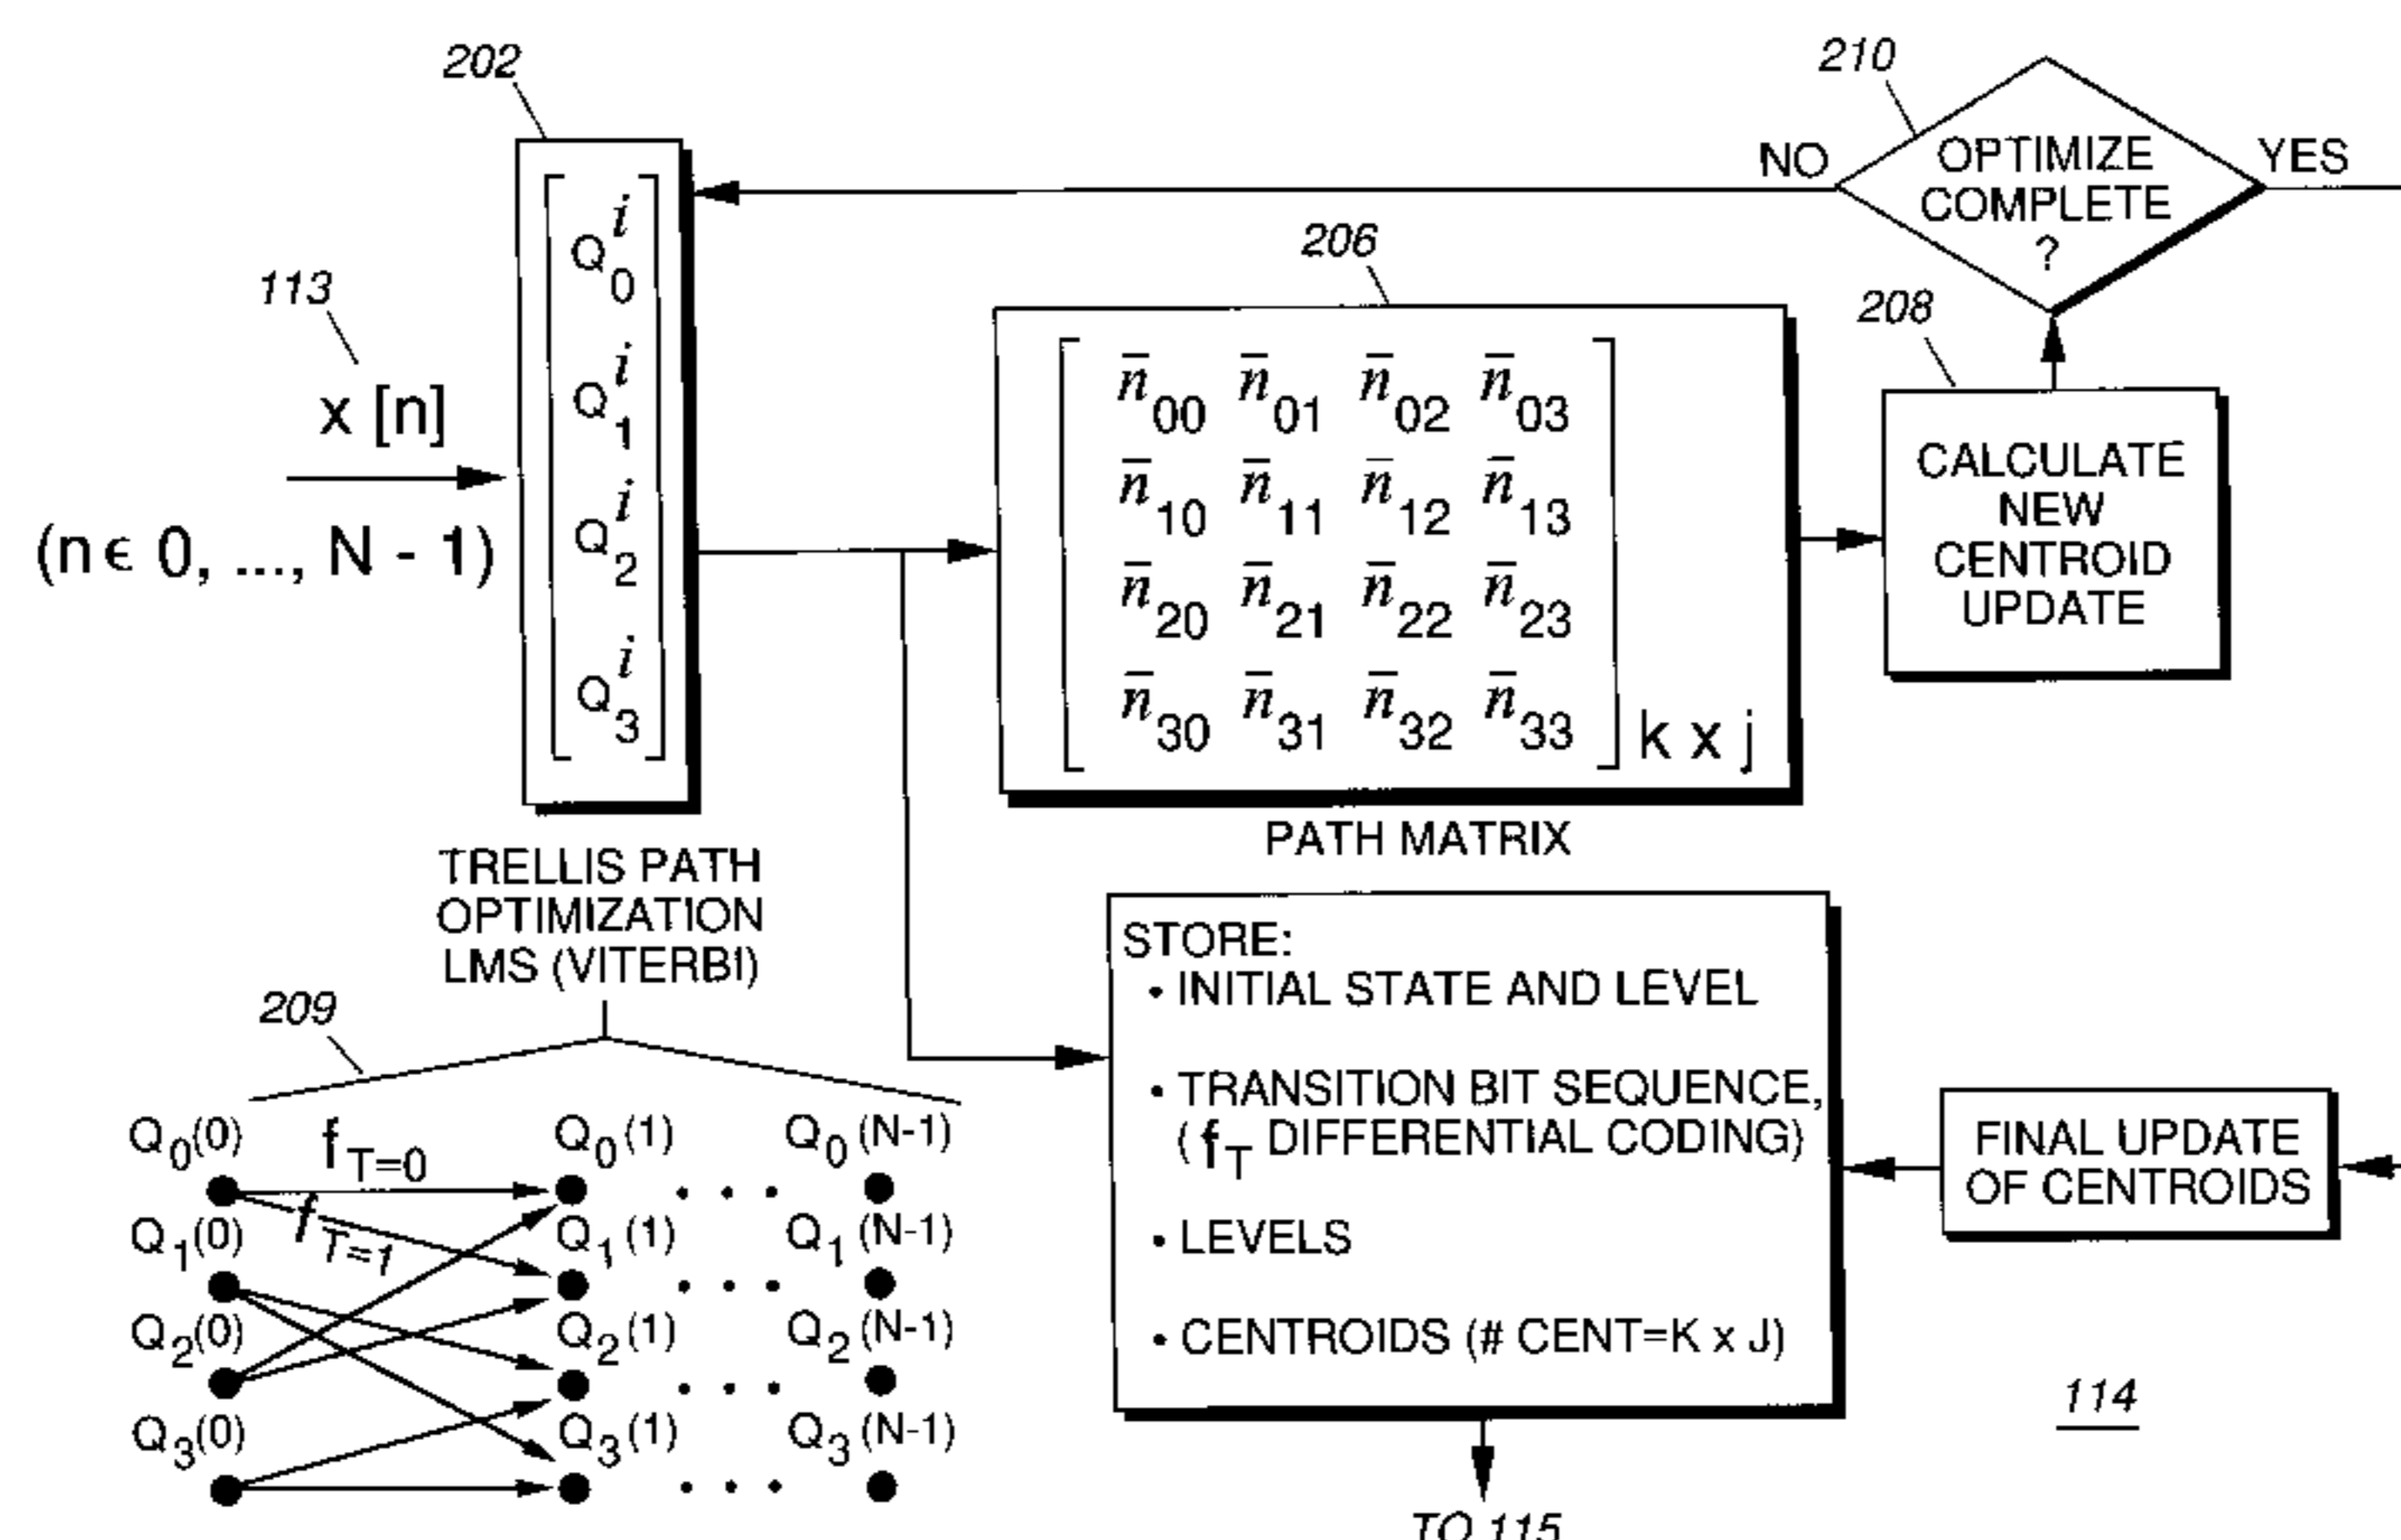 202
Q i 0
Q i 1
Q i 2
Q i 3
113
x [n]
(n ϵ 0, ..., N - 1)
TRELLIS PATH
OPTIMIZATION
LMS (VITERBI)
210
NO
OPTIMIZE
COMPLETE
?
YES
206
n̅00 n̅01 n̅02 n̅03
n̅10 n̅11 n̅12 n̅13
n̅20 n̅21 n̅22 n̅23
n̅30 n̅31 n̅32 n̅33
k x j
PATH MATRIX
208
CALCULATE
NEW
CENTROID
UPDATE
STORE:
• INITIAL STATE AND LEVEL
• TRANSITION BIT SEQUENCE,
( fT DIFFERENTIAL CODING)
• LEVELS
• CENTROIDS (# CENT=K x J)
FINAL UPDATE
OF CENTROIDS
209
Q0(0) fT=0 Q0(1) Q0(N-1)
. . .
fT=1
Q1(0) Q1(1) Q1(N-1)
. . .
Q2(0) Q2(1) Q2(N-1)
. . .
Q3(0) Q3(1) Q3(N-1)
. . .
114
TO 115